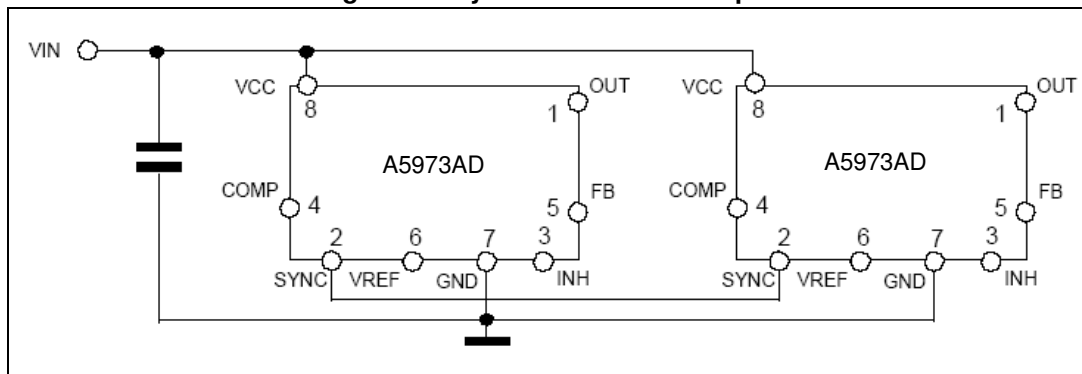 VIN
VCC
8
OUT
1
A5973AD
COMP
4
5
FB
2
6
7
3
SYNC
VREF
GND
INH
VCC
8
OUT
1
A5973AD
COMP
4
5
FB
2
6
7
3
SYNC
VREF
GND
INH